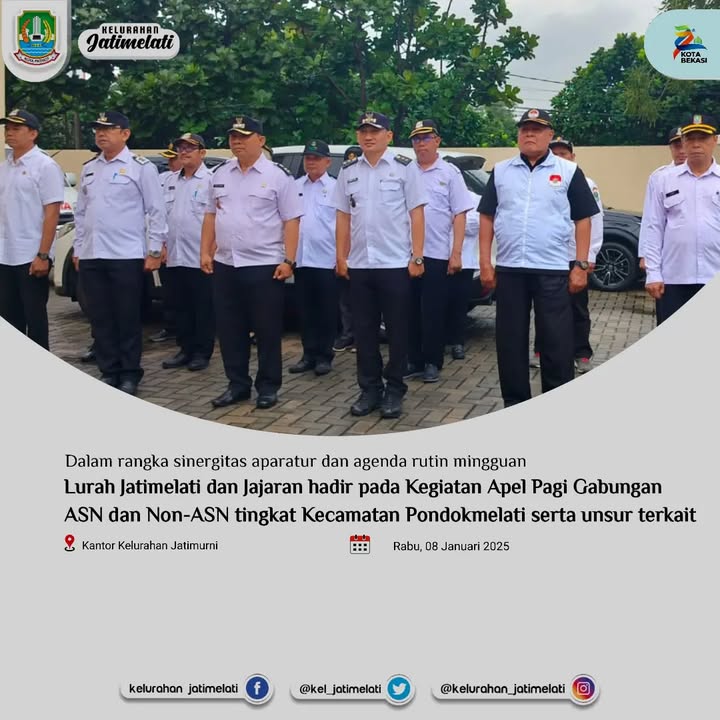 KELURAHAN
Jatimelati
KOTA
BEKASI
Dalam rangka sinergitas aparatur dan agenda rutin mingguan
Lurah Jatimelati dan Jajaran hadir pada Kegiatan Apel Pagi Gabungan
ASN dan Non-ASN tingkat Kecamatan Pondokmelati serta unsur terkait
Kantor Kelurahan Jatimurni
Rabu, 08 Januari 2025
kelurahan_jatimelati
@kel_jatimelati
@kelurahan_jatimelati